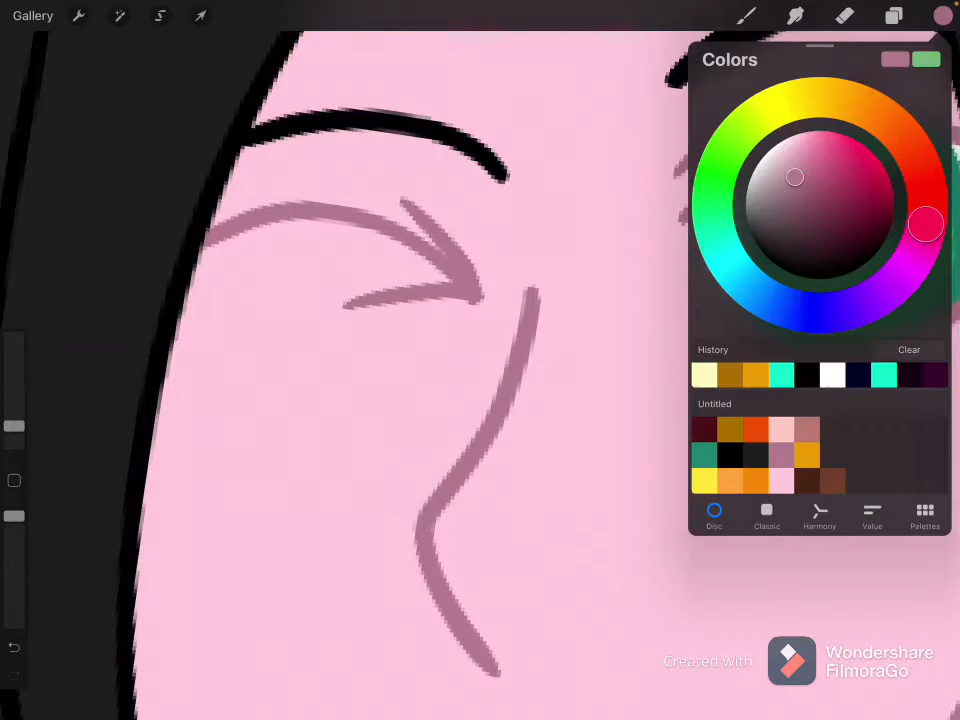 Gallery
Colors
History
Clear
Untitled
Disc
Classic
Harmony
Value
Palettes
Created with
Wondershare
FilmoraGo